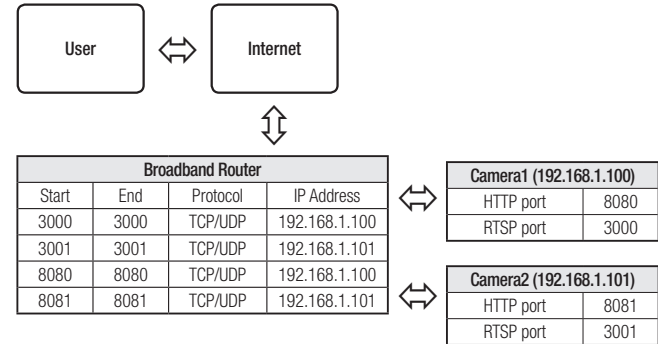 User
Internet
Broadband Router
Start End Protocol IP Address
3000 3000 TCP/UDP 192.168.1.100
3001 3001 TCP/UDP 192.168.1.101
8080 8080 TCP/UDP 192.168.1.100
8081 8081 TCP/UDP 192.168.1.101
Camera1 (192.168.1.100)
HTTP port 8080
RTSP port 3000
Camera2 (192.168.1.101)
HTTP port 8081
RTSP port 3001